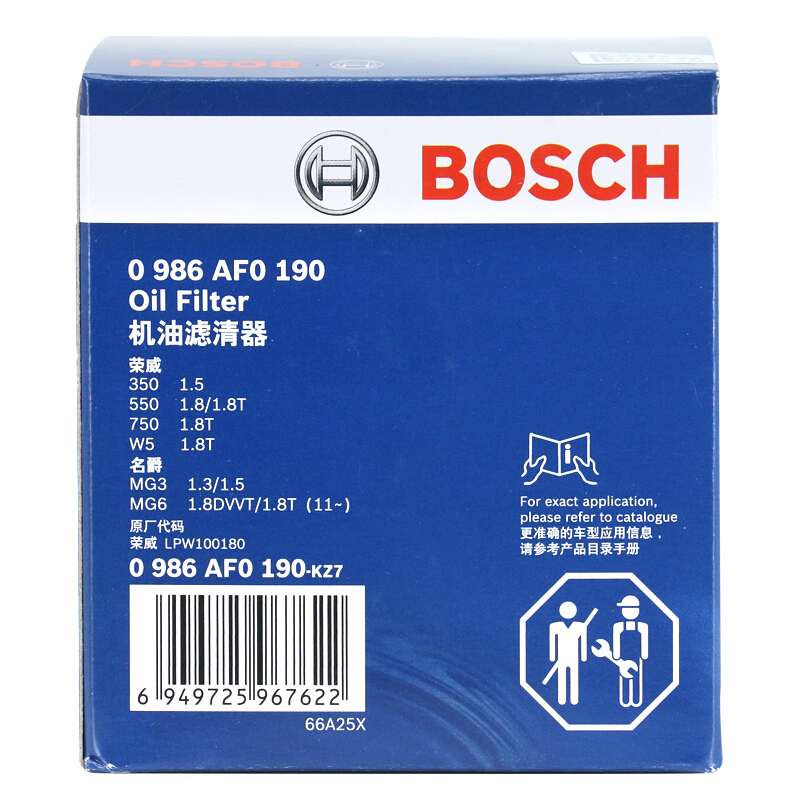 BOSCH
BOSCH
0 986 AF0 190
Oil Filter
机油滤清器
荣威
350 1.5
550 1.8/1.8T
750 1.8T
W5 1.8T
名爵
MG3 1.3/1.5
MG6 1.8DVVT/1.8T (11~)
原厂代码
荣威 LPW100180
0 986 AF0 190-KZ7
6 949725 967622
66A25X
i
For exact application,
please refer to catalogue
更准确的车型应用信息，
请参考产品目录手册